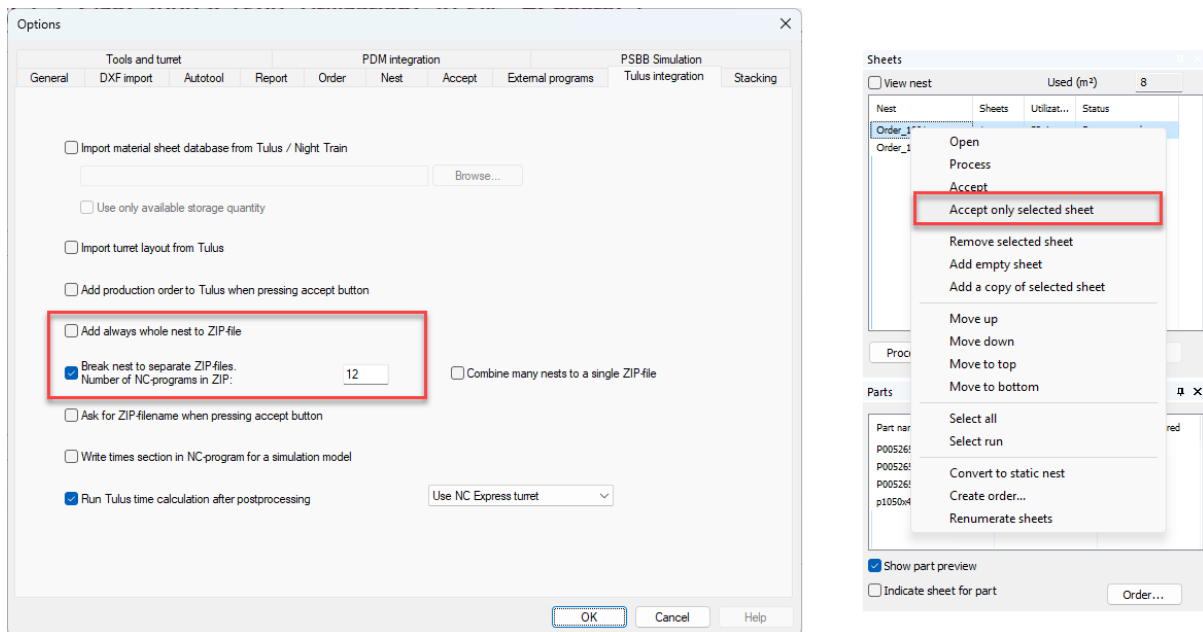 Options
Tools and turret PDM integration PSBB Simulation
General DXF import Autotool Report Order Nest Accept External programs Tulus integration Stacking
Import material sheet database from Tulus / Night Train
Browse...
Use only available storage quantity
Import turret layout from Tulus
Add production order to Tulus when pressing accept button
Add always whole nest to ZIP-file
Break nest to separate ZIP-files.
Number of NC-programs in ZIP: 12
Combine many nests to a single ZIP-file
Ask for ZIP-filename when pressing accept button
Write times section in NC-program for a simulation model
Run Tulus time calculation after postprocessing Use NC Express turret
OK Cancel Help
Sheets
View nest Used (m²) 8
Nest Sheets Utilizat... Status
Order_1
Order_1
Open
Process
Accept
Accept only selected sheet
Remove selected sheet
Add empty sheet
Add a copy of selected sheet
Move up
Move down
Move to top
Move to bottom
Select all
Select run
Convert to static nest
Create order...
Renumerate sheets
Parts
P00526
P00526
P00526
p1050x4
Show part preview
Indicate sheet for part Order...